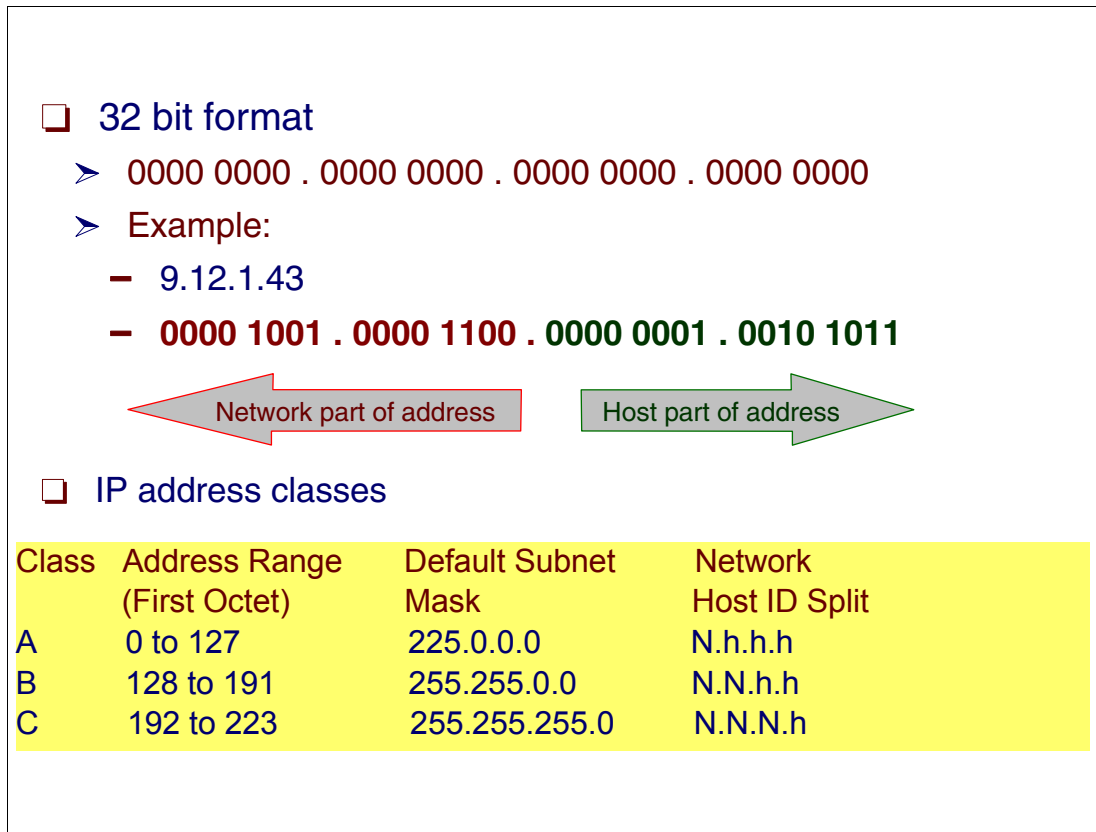 32 bit format
0000 0000 . 0000 0000 . 0000 0000 . 0000 0000
Example:
– 9.12.1.43
– 0000 1001 . 0000 1100 . 0000 0001 . 0010 1011
Network part of address Host part of address
IP address classes
Class Address Range Default Subnet Network
(First Octet) Mask Host ID Split
A 0 to 127 225.0.0.0 N.h.h.h
B 128 to 191 255.255.0.0 N.N.h.h
C 192 to 223 255.255.255.0 N.N.N.h